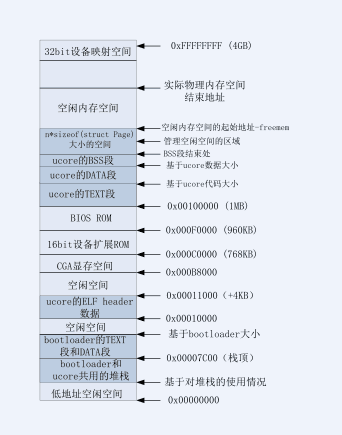 32bit设备映射空间
0xFFFFFFFF (4GB)
实际物理内存空间
结束地址
空闲内存空间
空闲内存空间的起始地址-freemem
n*sizeof(struct Page)
大小的空间
管理空闲空间的区域
BSS段结束处
ucore的BSS段
基于ucore数据大小
ucore的DATA段
基于ucore代码大小
ucore的TEXT段
0x00100000 (1MB)
BIOS ROM
0x000F0000 (960KB)
16bit设备扩展ROM
0x000C0000 (768KB)
CGA显存空间
0x000B8000
空闲空间
0x00011000 (+4KB)
ucore的ELF header
数据
0x00010000
空闲空间
基于bootloader大小
bootloader的TEXT
段和DATA段
0x00007C00 (栈顶)
bootloader和
ucore共用的堆栈
基于对堆栈的使用情况
低地址空闲空间
0x00000000